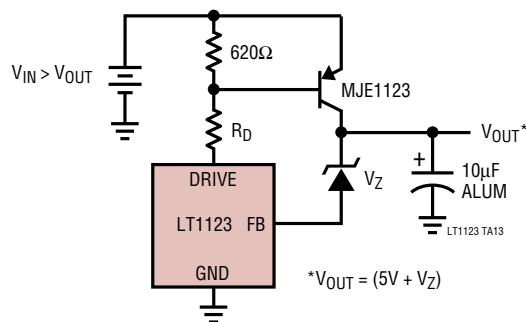 620Ω
V_IN > V_OUT
MJE1123
R_D
V_OUT*
DRIVE
V_Z
+
10µF
ALUM
LT1123 FB
LT1123 TA13
GND
*V_OUT = (5V + V_Z)